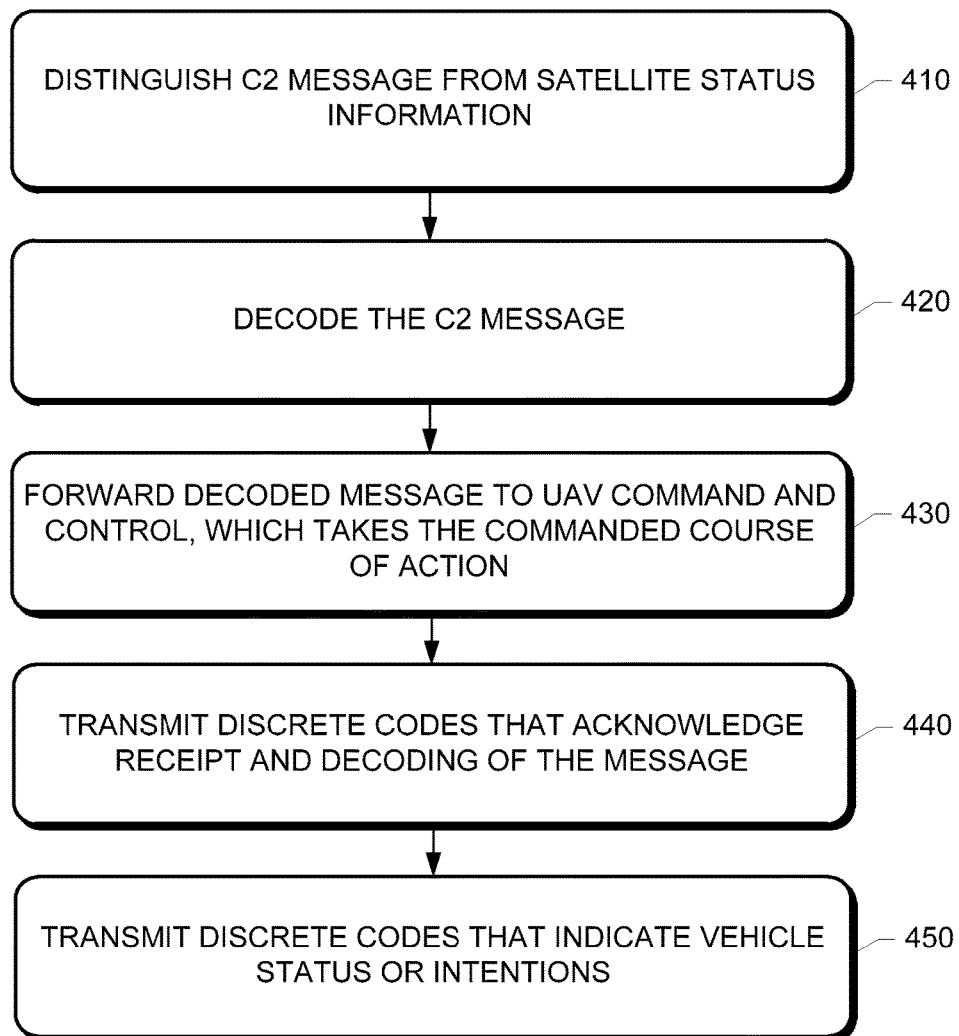 DISTINGUISH C2 MESSAGE FROM SATELLITE STATUS
INFORMATION
410
DECODE THE C2 MESSAGE
420
FORWARD DECODED MESSAGE TO UAV COMMAND AND
CONTROL, WHICH TAKES THE COMMANDED COURSE
OF ACTION
430
TRANSMIT DISCRETE CODES THAT ACKNOWLEDGE
RECEIPT AND DECODING OF THE MESSAGE
440
TRANSMIT DISCRETE CODES THAT INDICATE VEHICLE
STATUS OR INTENTIONS
450